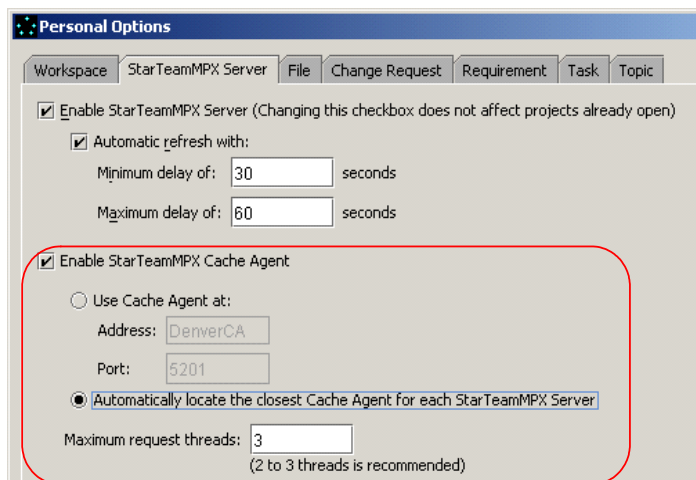 Personal Options
Workspace StarTeamMPX Server File Change Request Requirement Task Topic
Enable StarTeamMPX Server (Changing this checkbox does not affect projects already open)
Automatic refresh with:
Minimum delay of: 30 seconds
Maximum delay of: 60 seconds
Enable StarTeamMPX Cache Agent
Use Cache Agent at:
Address: DenverCA
Port: 5201
Automatically locate the closest Cache Agent for each StarTeamMPX Server
Maximum request threads: 3
(2 to 3 threads is recommended)